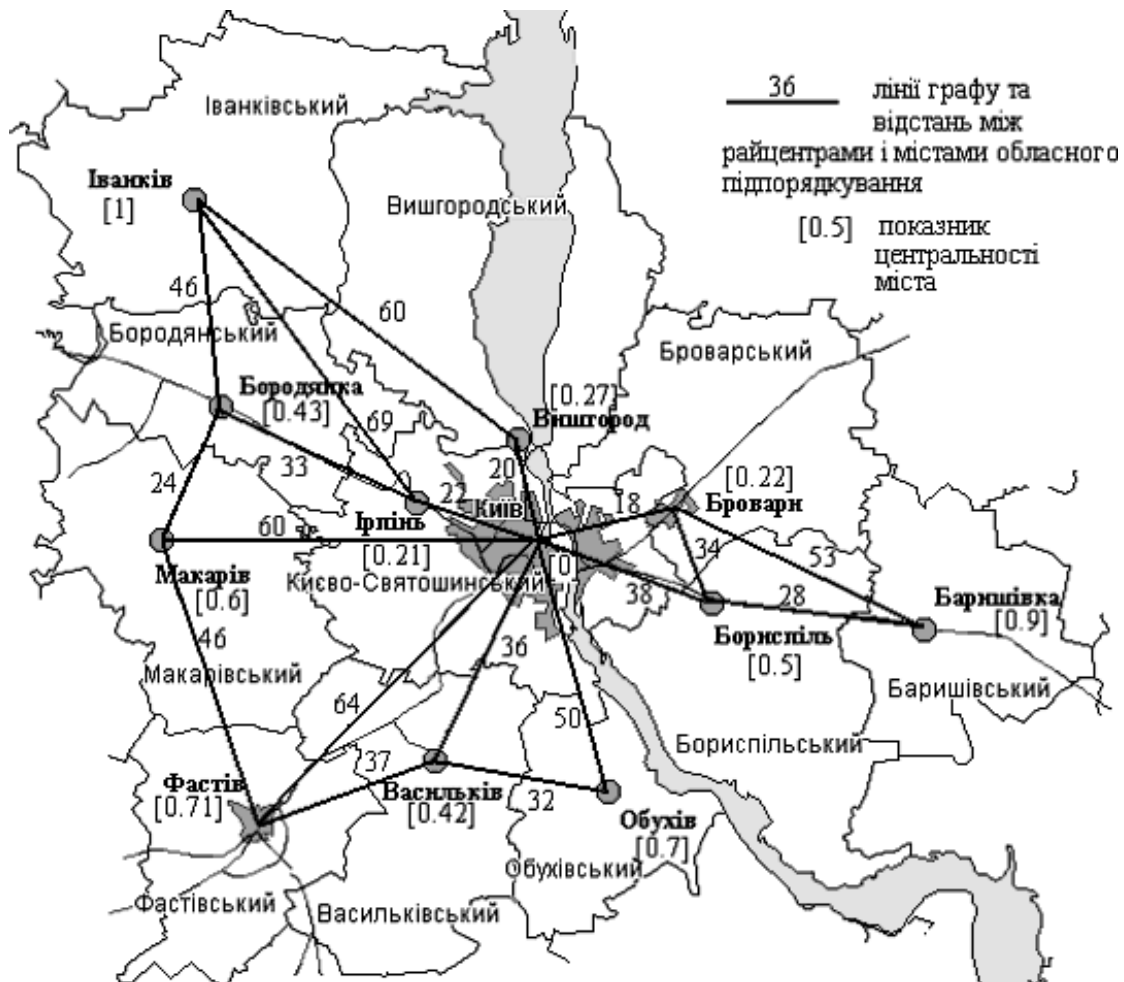 36
лінії графу та
відстань між
райцентрами і містами обласного
підпорядкування
[0.5] показник
центральності
міста
Іванківський
Іванків
[1]
Вишгородський
46
60
Бородянський
Броварський
Бородянка
[0.43]
[0.27]
Вишгород
69
33
20
24
22
Київ
18
[0.22]
Бровари
Ірпінь
[0.21]
60
34
53
Макарів
[0.6]
Києво-Святошинський
[0]
38
28
Баришівка
[0.9]
Бориспіль
[0.5]
46
36
Макарівський
Баришівський
64
50
Бориспільський
37
Фастів
[0.71]
Васильків
[0.42]
32
Обухів
[0.7]
Обухівський
Фастівський
Васильківський